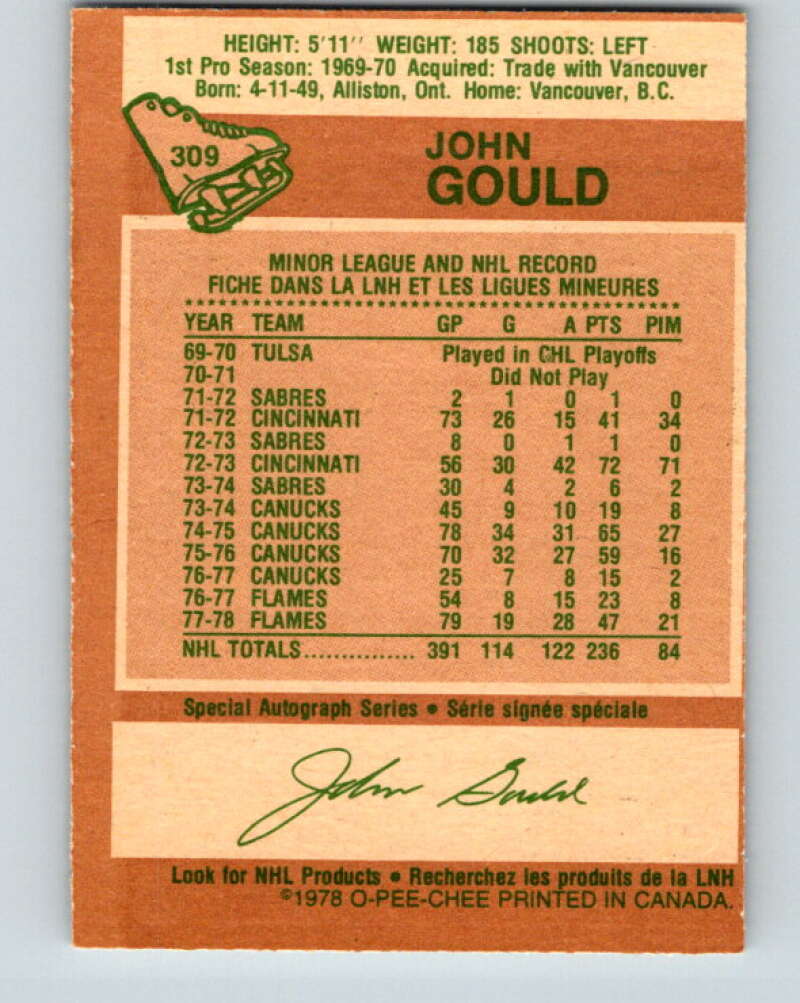 HEIGHT: 5'11'' WEIGHT: 185 SHOOTS: LEFT
1st Pro Season: 1969-70 Acquired: Trade with Vancouver
Born: 4-11-49, Alliston, Ont. Home: Vancouver, B.C.
309
JOHN
GOULD
MINOR LEAGUE AND NHL RECORD
FICHE DANS LA LNH ET LES LIGUES MINEURES
YEAR TEAM GP G A PTS PIM
69-70 TULSA Played in CHL Playoffs
70-71 Did Not Play
71-72 SABRES 2 1 0 1 0
71-72 CINCINNATI 73 26 15 41 34
72-73 SABRES 8 0 1 1 0
72-73 CINCINNATI 56 30 42 72 71
73-74 SABRES 30 4 2 6 2
73-74 CANUCKS 45 9 10 19 8
74-75 CANUCKS 78 34 31 65 27
75-76 CANUCKS 70 32 27 59 16
76-77 CANUCKS 25 7 8 15 2
76-77 FLAMES 54 8 15 23 8
77-78 FLAMES 79 19 28 47 21
NHL TOTALS............... 391 114 122 236 84
Special Autograph Series • Série signée spéciale
John Gould
Look for NHL Products • Recherchez les produits de la LNH
©1978 O-PEE-CHEE PRINTED IN CANADA.